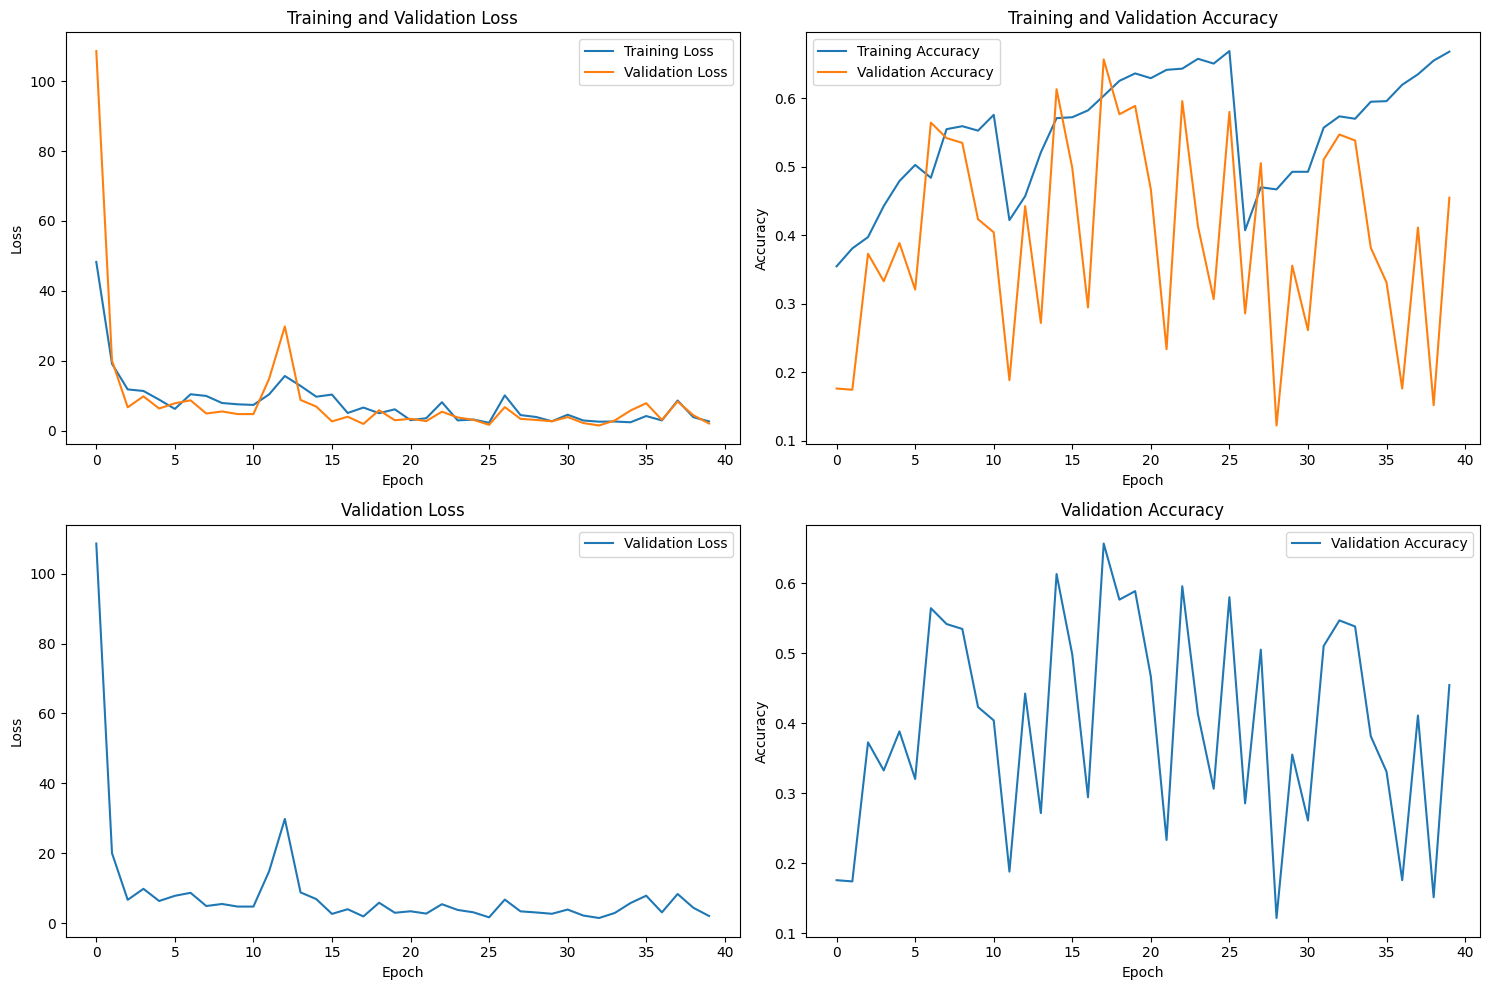 Training and Validation Loss
Training Loss
Validation Loss
100
80
60
40
20
0
Loss
0 5 10 15 20 25 30 35 40
Epoch
Training and Validation Accuracy
Training Accuracy
Validation Accuracy
0.6
0.5
0.4
0.3
0.2
0.1
Accuracy
0 5 10 15 20 25 30 35 40
Epoch
Validation Loss
Validation Loss
100
80
60
40
20
0
Loss
0 5 10 15 20 25 30 35 40
Epoch
Validation Accuracy
Validation Accuracy
0.6
0.5
0.4
0.3
0.2
0.1
Accuracy
0 5 10 15 20 25 30 35 40
Epoch